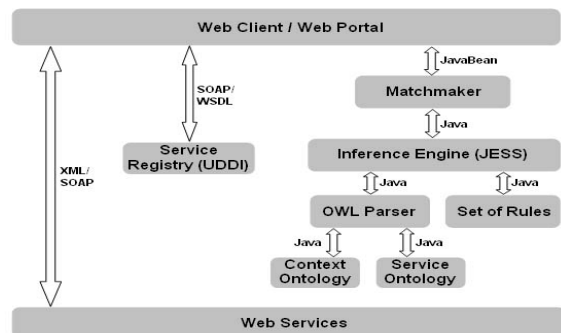 Web Client / Web Portal
JavaBean
SOAP/
WSDL
Matchmaker
Java
Service
Registry (UDDI)
Inference Engine (JESS)
XML/
SOAP
Java
Java
OWL Parser
Set of Rules
Java
Java
Context
Ontology
Service
Ontology
Web Services